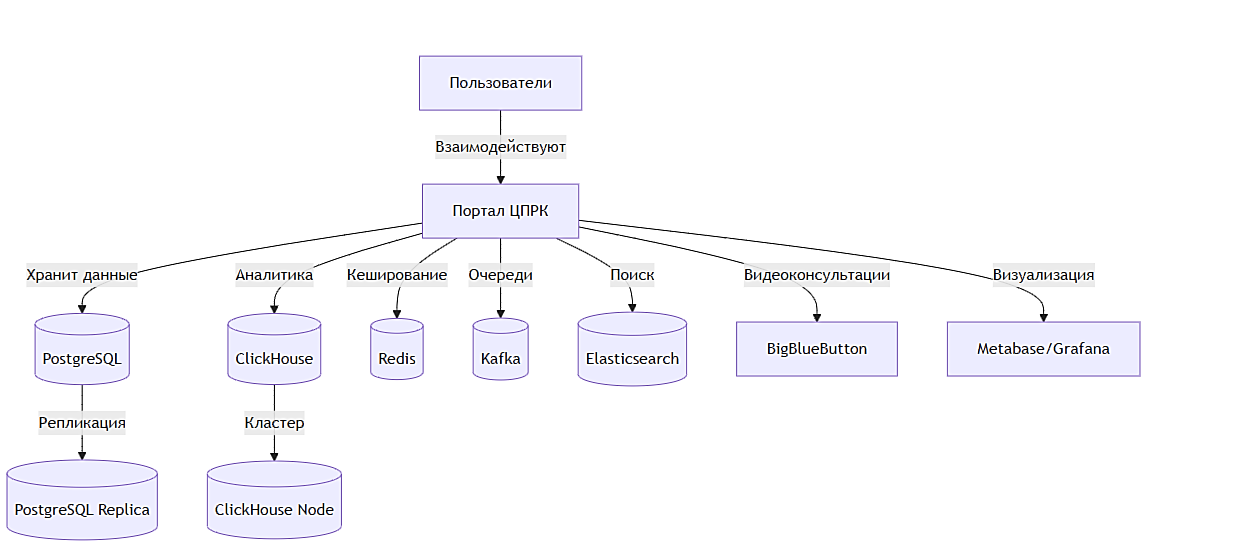 Пользователи
Взаимодействуют
Портал ЦПРК
Хранит данные
Аналитика
Кеширование
Очереди
Поиск
Видеоконсультации
Визуализация
PostgreSQL
ClickHouse
Redis
Kafka
Elasticsearch
BigBlueButton
Metabase/Grafana
Репликация
Кластер
PostgreSQL Replica
ClickHouse Node